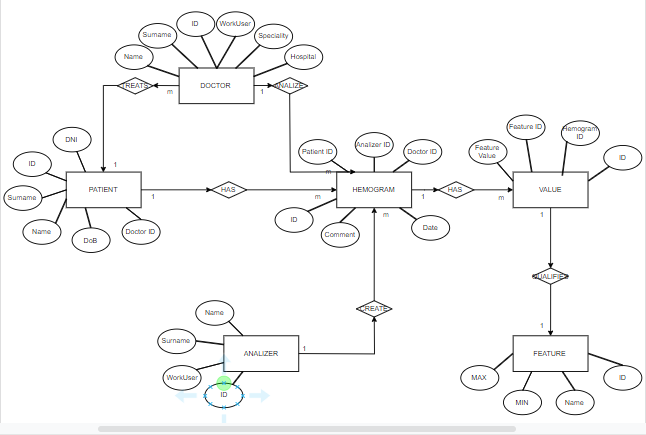 ID
WorkUser
Surname
Speciality
Name
Hospital
DOCTOR
TREATS
m
1
ANALIZE
DNI
ID
Surname
Name
DoB
Doctor ID
PATIENT
1
1
HAS
m
Patient ID
Analizer ID
Doctor ID
m
HEMOGRAM
ID
Comment
Date
m
1
HAS
m
Feature
Value
Feature ID
Hemogram
ID
ID
VALUE
1
QUALIFIES
1
CREATE
Name
Surname
WorkUser
ID
ANALIZER
1
FEATURE
MAX
MIN
Name
ID